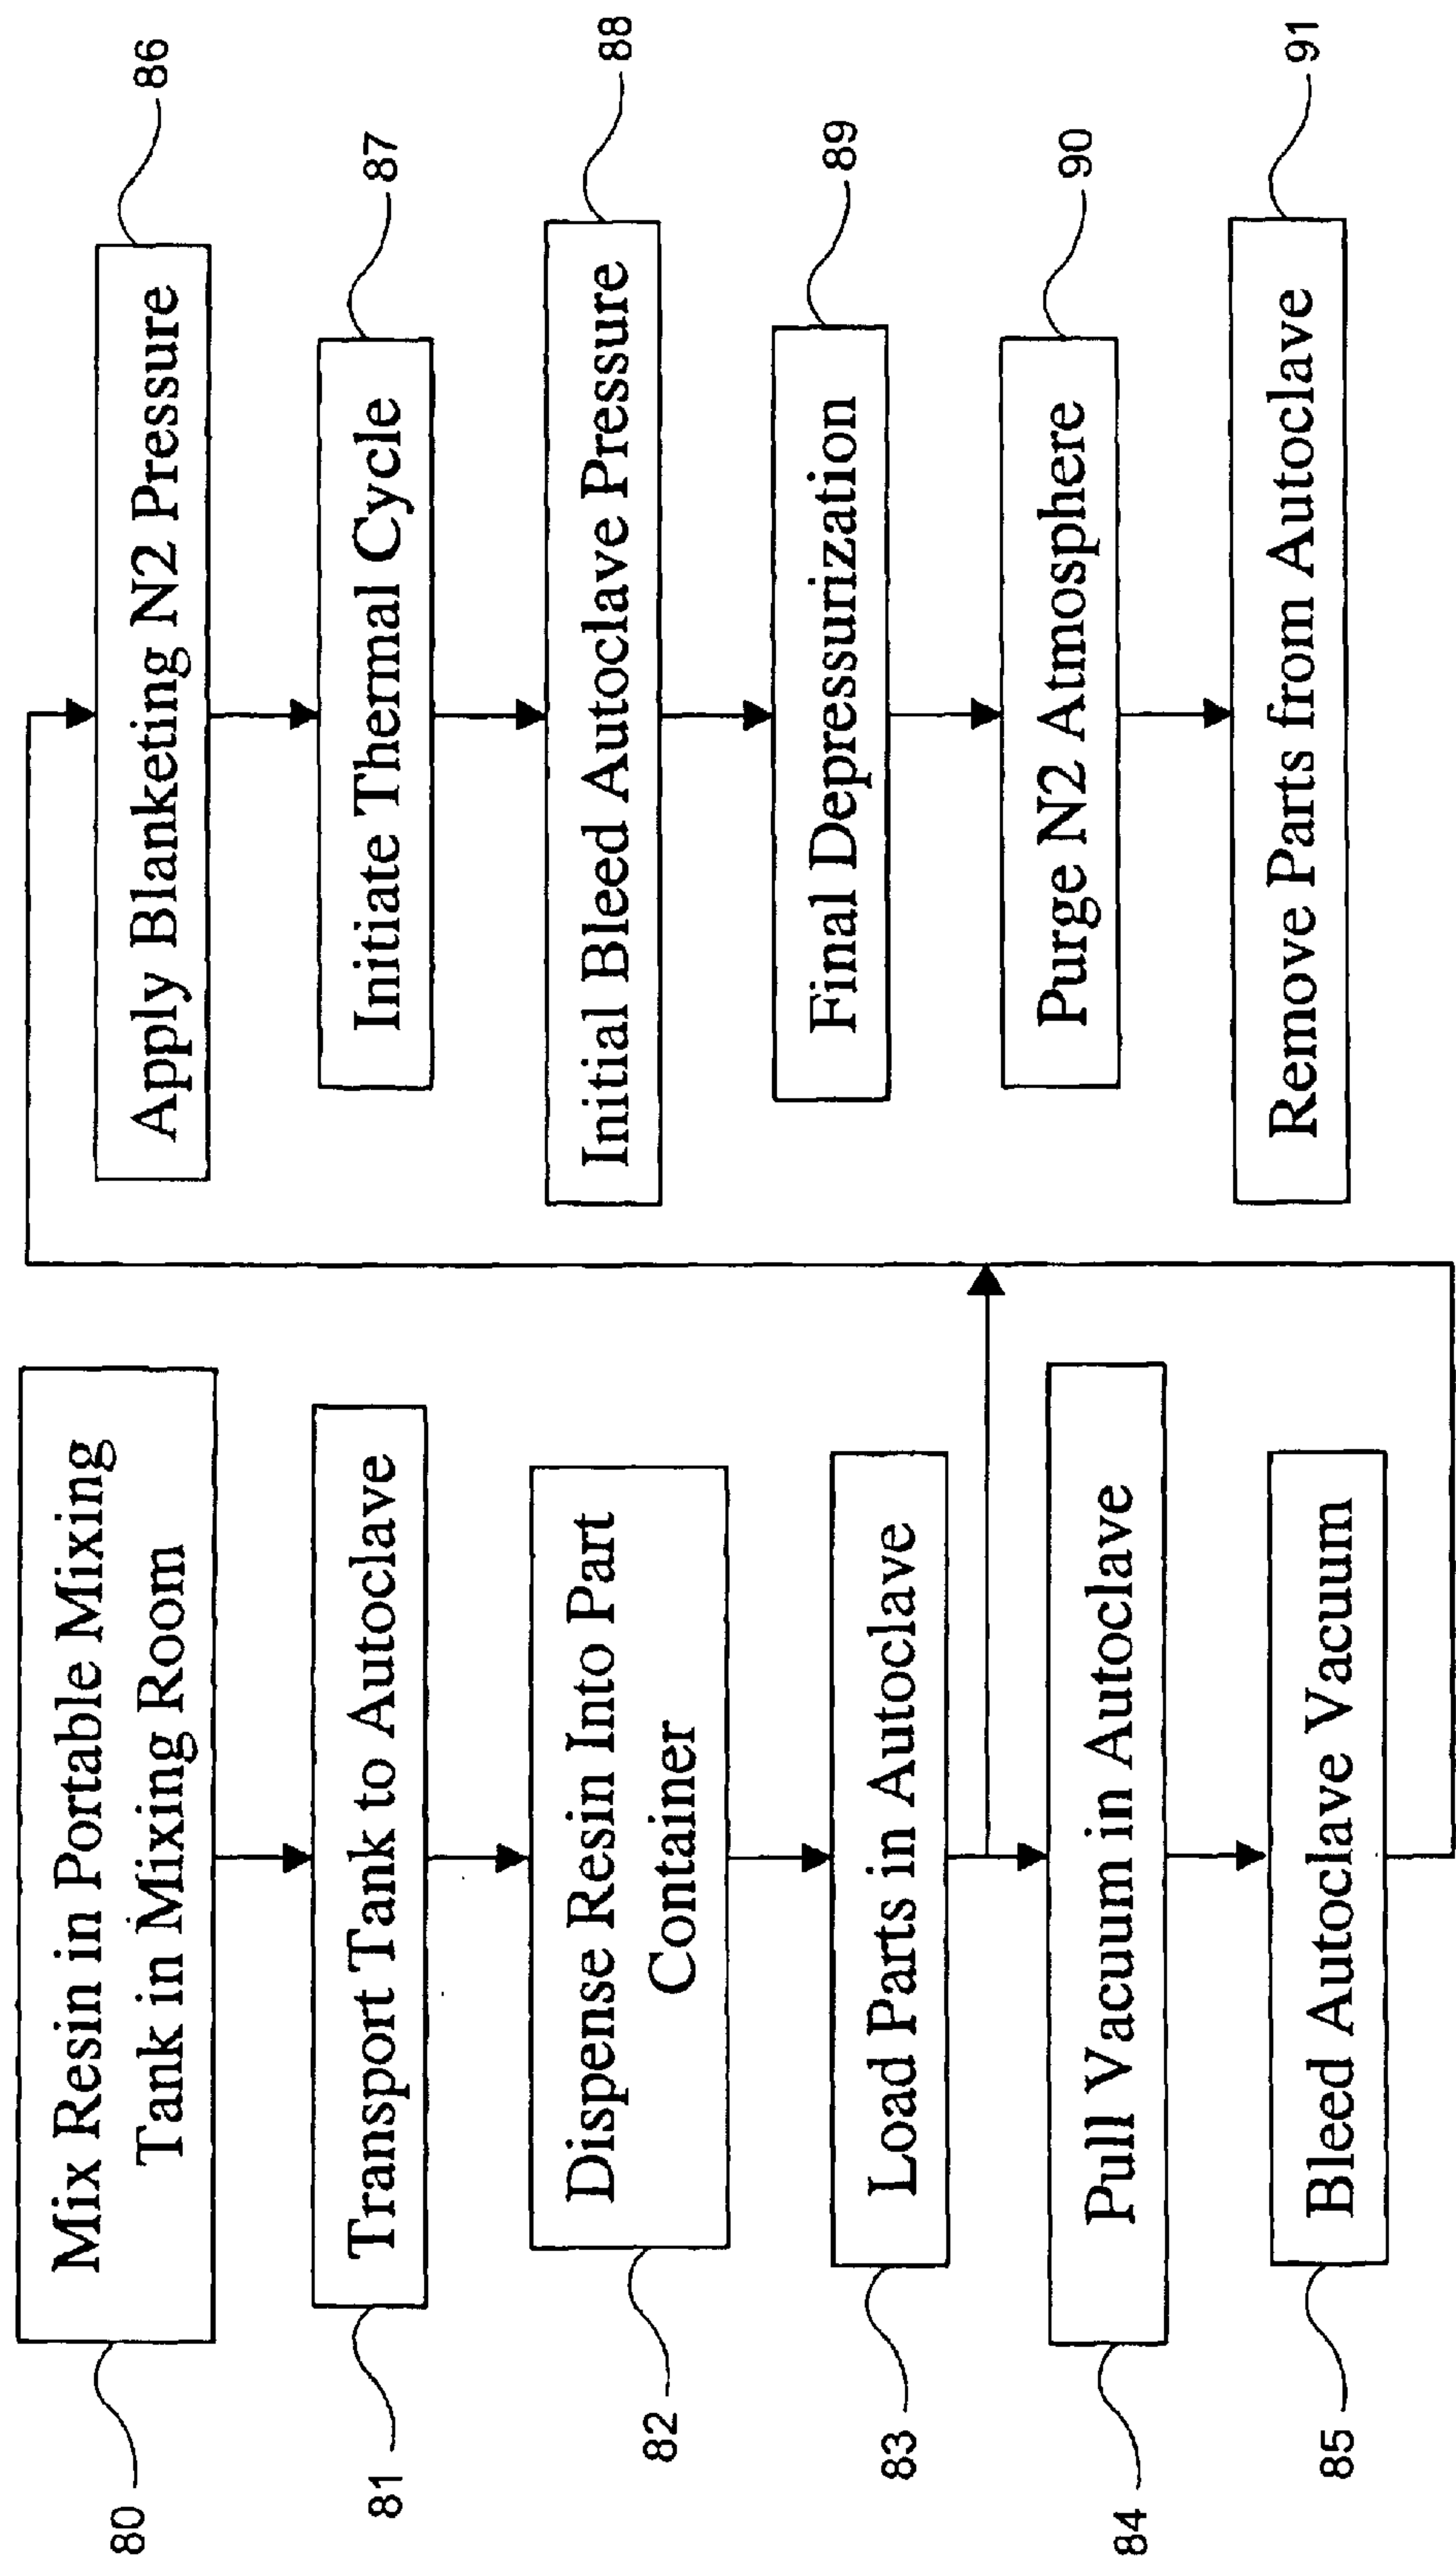 80
Mix Resin in Portable Mixing
Tank in Mixing Room
81
Transport Tank to Autoclave
82
Dispense Resin Into Part
Container
83
Load Parts in Autoclave
84
Pull Vacuum in Autoclave
85
Bleed Autoclave Vacuum
Apply Blanketing N2 Pressure
86
Initiate Thermal Cycle
87
Initial Bleed Autoclave Pressure
88
Final Depressurization
89
Purge N2 Atmosphere
90
Remove Parts from Autoclave
91